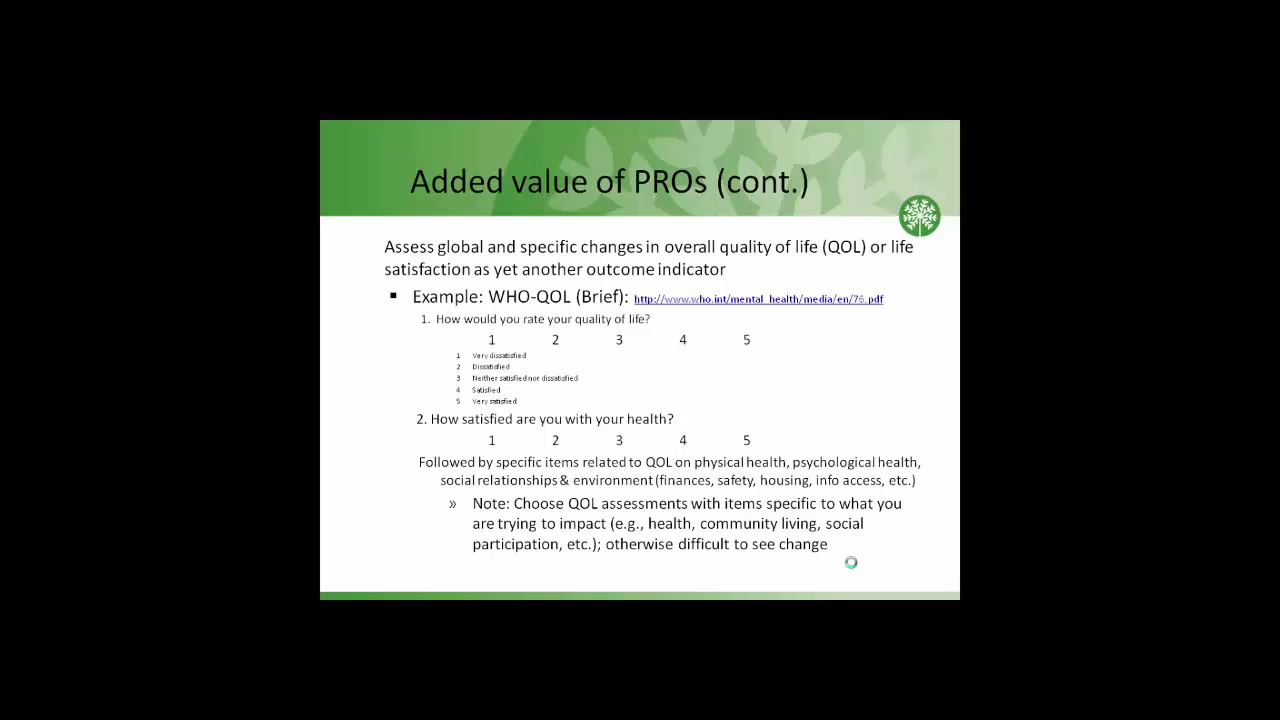 Added value of PROs (cont.)
Assess global and specific changes in overall quality of life (QOL) or life
satisfaction as yet another outcome indicator
▪ Example: WHO-QOL (Brief): http://www.who.int/mental_health/media/en/76.pdf
1. How would you rate your quality of life?
1 2 3 4 5
1 Very dissatisfied
2 Dissatisfied
3 Neither satisfied nor dissatisfied
4 Satisfied
5 Very satisfied
2. How satisfied are you with your health?
1 2 3 4 5
Followed by specific items related to QOL on physical health, psychological health,
social relationships & environment (finances, safety, housing, info access, etc.)
» Note: Choose QOL assessments with items specific to what you
are trying to impact (e.g., health, community living, social
participation, etc.); otherwise difficult to see change